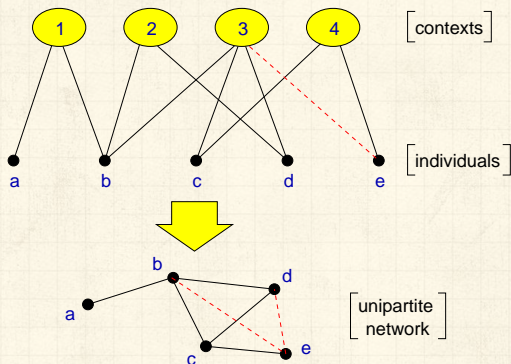 1 2 3 4
contexts
a b c d e
individuals
b
d
a
c
e
unipartite
network